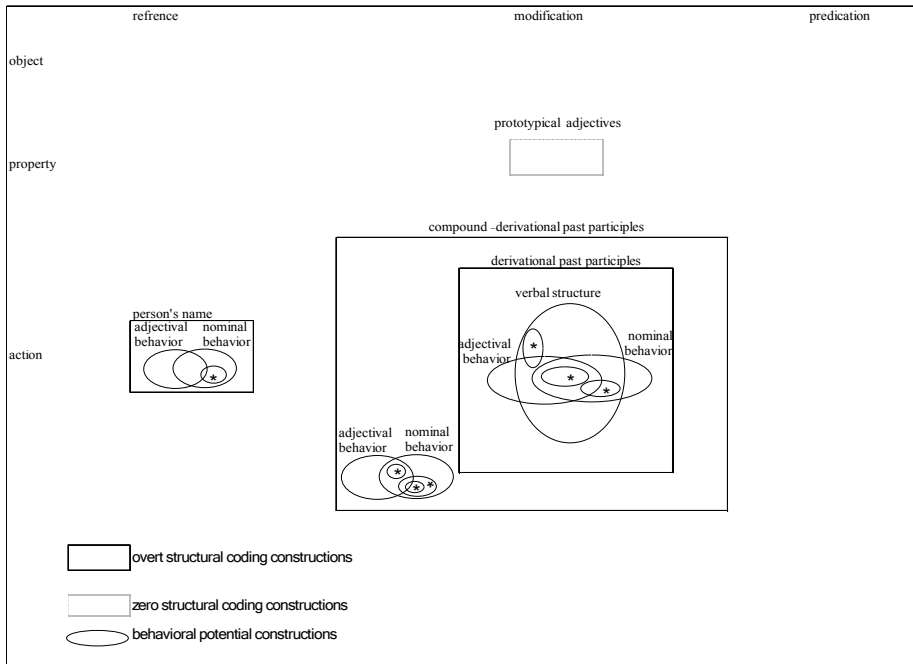 refrence modification predication
object
prototypical adjectives
property
compound -derivational past participles
derivational past participles
verbal structure
person's name
adjectival behavior nominal behavior
adjectival behavior nominal behavior
action
adjectival behavior nominal behavior
* * * * * * *
overt structural coding constructions
zero structural coding constructions
behavioral potential constructions